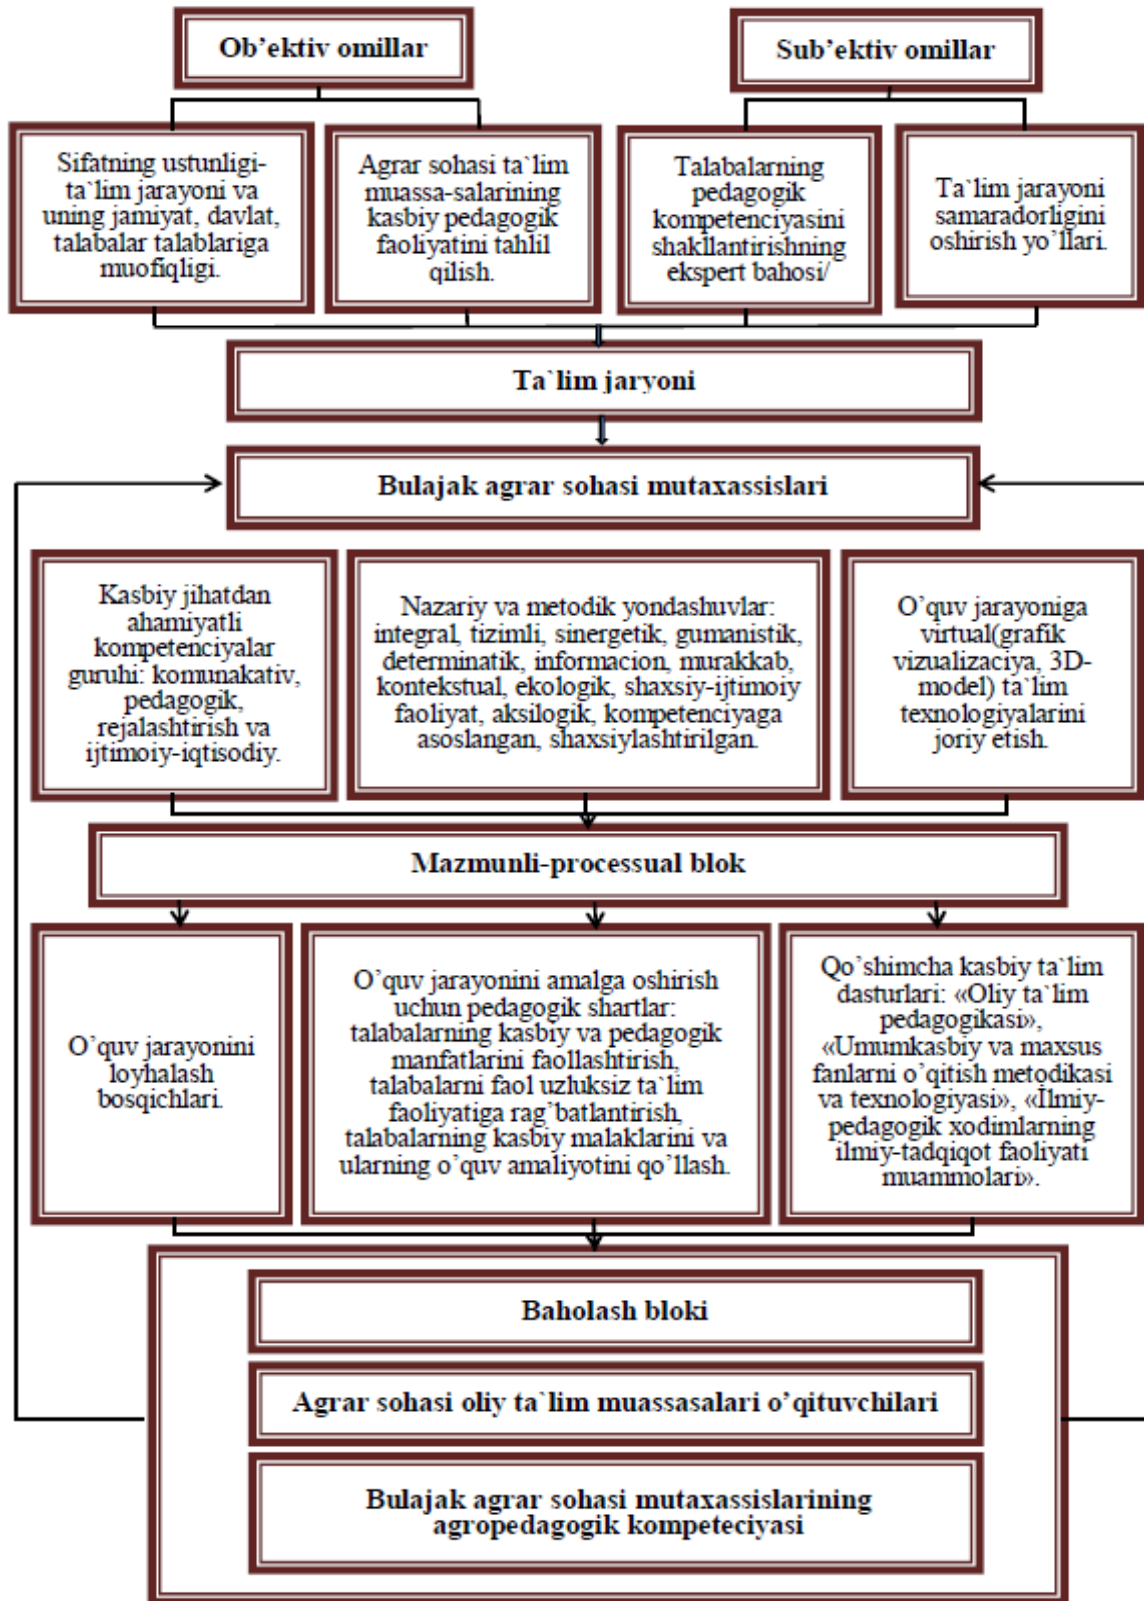 Ob’ektiv omillar
Sub’ektiv omillar
Sifatning ustunligi-
ta`lim jarayoni va
uning jamiyat, davlat,
talabalar talablariga
muofiqligi.
Agrar sohasi ta`lim
muassa-salarining
kasbiy pedagogik
faoliyatini tahlil
qilish.
Talabalarning
pedagogik
kompetenciyasini
shakllantirishning
ekspert bahosi/
Ta`lim jarayoni
samaradorligini
oshirish yo’llari.
Ta`lim jaryoni
Bulajak agrar sohasi mutaxassislari
Kasbiy jihatdan
ahamiyatli
kompetenciyalar
guruhi: komunakativ,
pedagogik,
rejalashtirish va
ijtimoiy-iqtisodiy.
Nazariy va metodik yondashuvlar:
integral, tizimli, sinergetik, gumanistik,
determinatik, informacion, murakkab,
kontekstual, ekologik, shaxsiy-ijtimoiy
faoliyat, aksilogik, kompetenciyaga
asoslangan, shaxsiylashtirilgan.
O’quv jarayoniga
virtual(grafik
vizualizaciya, 3D-
model) ta`lim
texnologiyalarini
joriy etish.
Mazmunli-processual blok
O’quv jarayonini
loyhalash
bosqichlari.
O’quv jarayonini amalga oshirish
uchun pedagogik shartlar:
talabalarning kasbiy va pedagogik
manfatlarini faollashtirish,
talabalarni faol uzluksiz ta`lim
faoliyatiga rag’batlantirish,
talabalarning kasbiy malaklarini va
ularning o’quv amaliyotini qo’llash.
Qo’shimcha kasbiy ta`lim
dasturlari: «Oliy ta`lim
pedagogikasi»,
«Umumkasbiy va maxsus
fanlarni o’qitish metodikasi
va texnologiyasi», «Ilmiy-
pedagogik xodimlarning
ilmiy-tadqiqot faoliyati
muammolari».
Baholash bloki
Agrar sohasi oliy ta`lim muassasalari o’qituvchilari
Bulajak agrar sohasi mutaxassislarining
agropedagogik kompeteciyasi